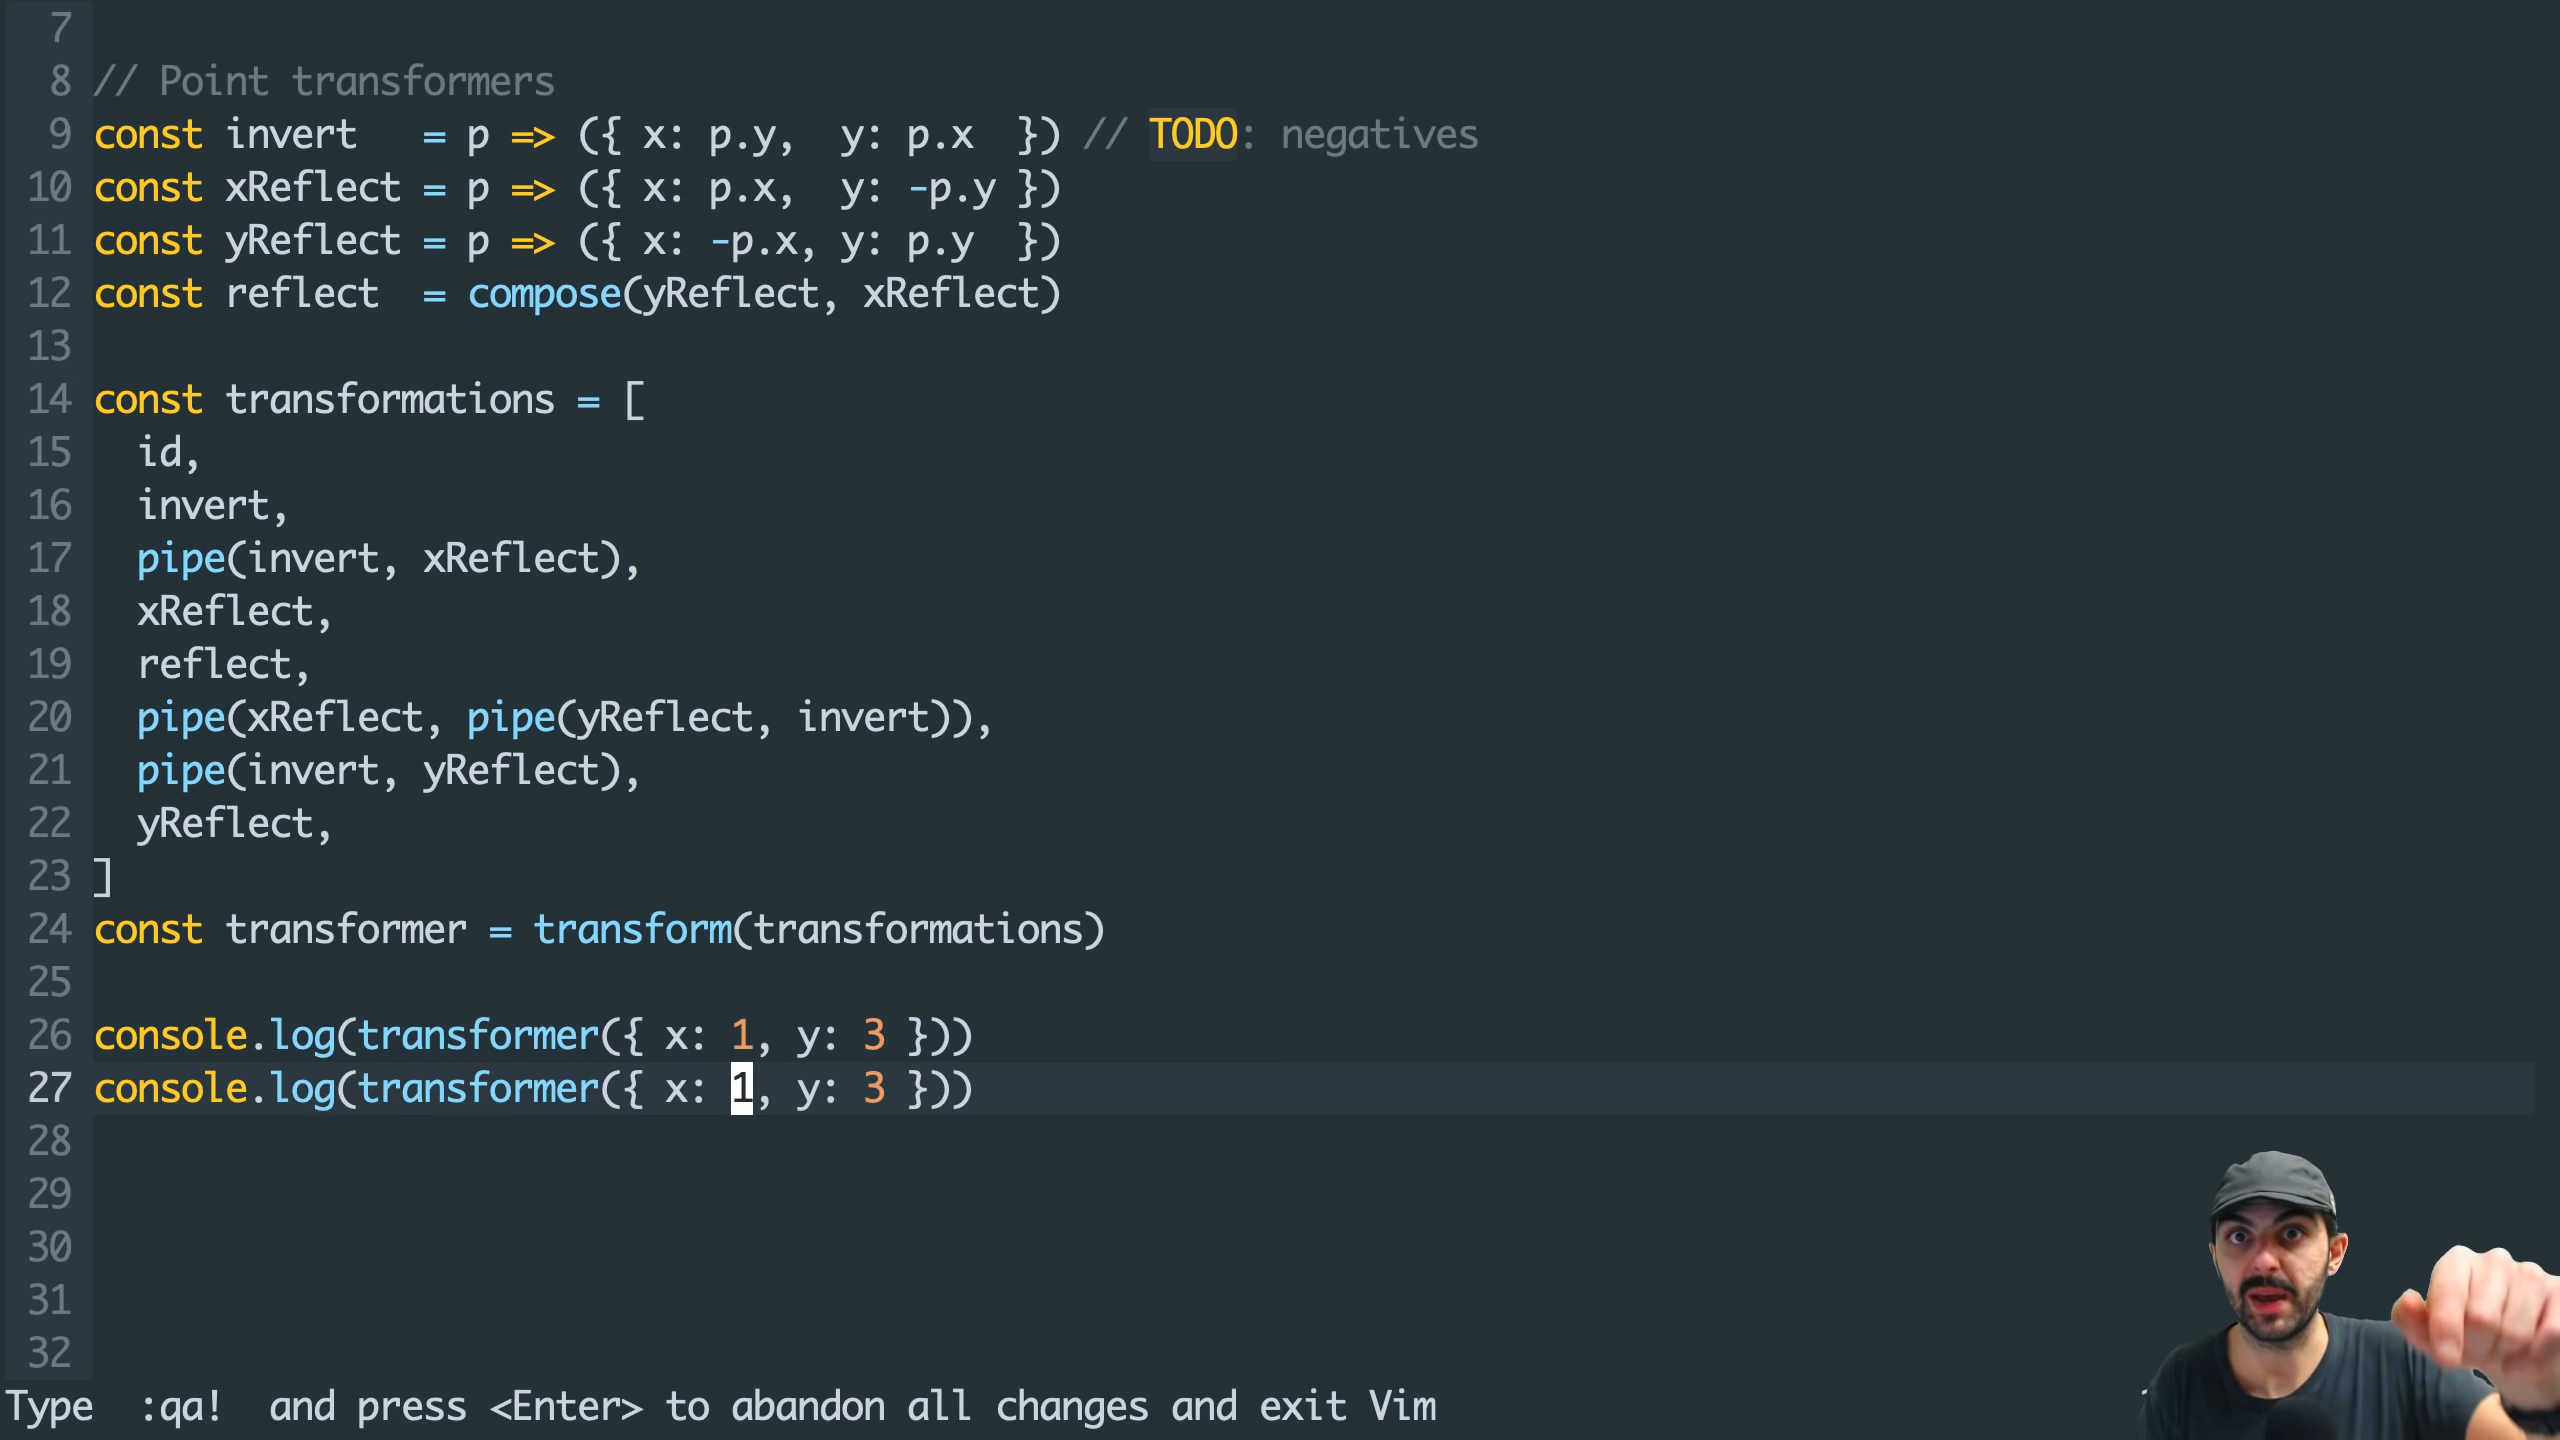 7
8 // Point transformers
9 const invert   = p => ({ x: p.y,  y: p.x  }) // TODO: negatives
10 const xReflect = p => ({ x: p.x,  y: -p.y })
11 const yReflect = p => ({ x: -p.x, y: p.y  })
12 const reflect  = compose(yReflect, xReflect)
13
14 const transformations = [
15   id,
16   invert,
17   pipe(invert, xReflect),
18   xReflect,
19   reflect,
20   pipe(xReflect, pipe(yReflect, invert)),
21   pipe(invert, yReflect),
22   yReflect,
23 ]
24 const transformer = transform(transformations)
25
26 console.log(transformer({ x: 1, y: 3 }))
27 console.log(transformer({ x: 1, y: 3 }))
28
29
30
31
32
Type  :qa!  and press <Enter> to abandon all changes and exit Vim